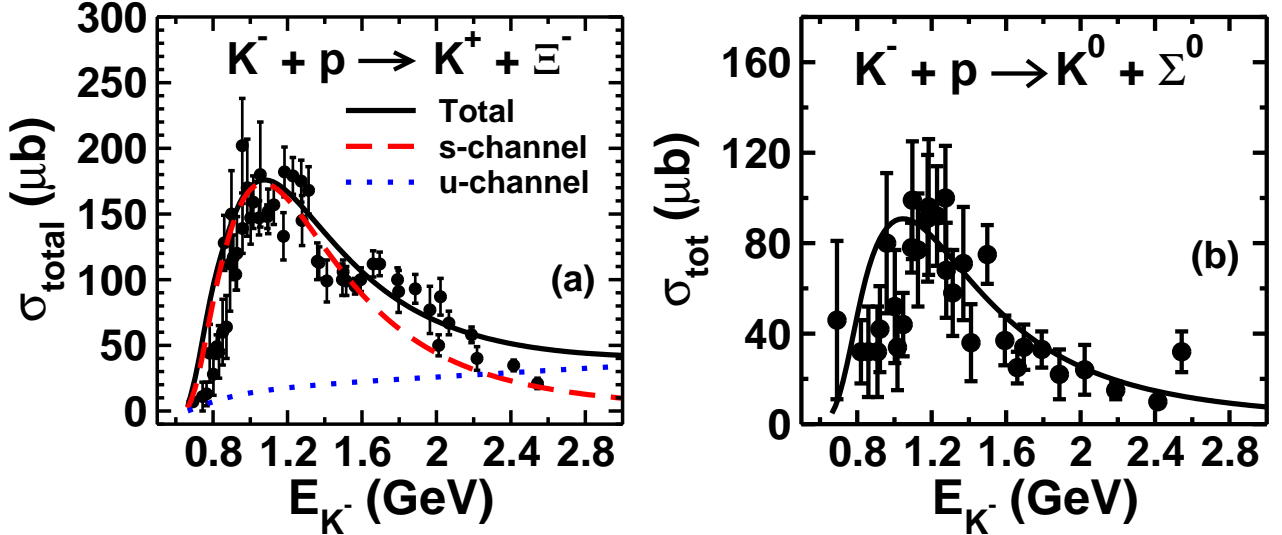 K⁻ + p → K⁺ + Ξ⁻
Total
s-channel
u-channel
(a)
σtotal (μb)
300
250
200
150
100
50
0
0.8 1.2 1.6 2 2.4 2.8
E_K⁻ (GeV)
K⁻ + p → K⁰ + Σ⁰
(b)
σtot (μb)
160
120
80
40
0
0.8 1.2 1.6 2 2.4 2.8
E_K⁻ (GeV)